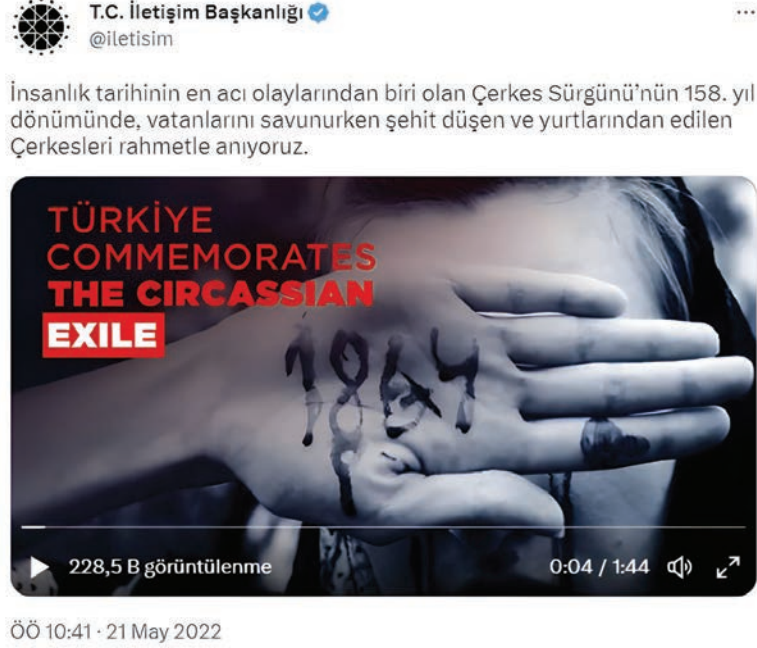 T.C. İletişim Başkanlığı
@iletisim
İnsanlık tarihinin en acı olaylarından biri olan Çerkes Sürgünü’nün 158. yıl
dönümünde, vatanlarını savunurken şehit düşen ve yurtlarından edilen
Çerkesleri rahmetle anıyoruz.
TÜRKİYE
COMMEMORATES
THE CIRCASSIAN
EXILE
1864
228,5 B görüntülenme
0:04 / 1:44
ÖÖ 10:41 · 21 May 2022